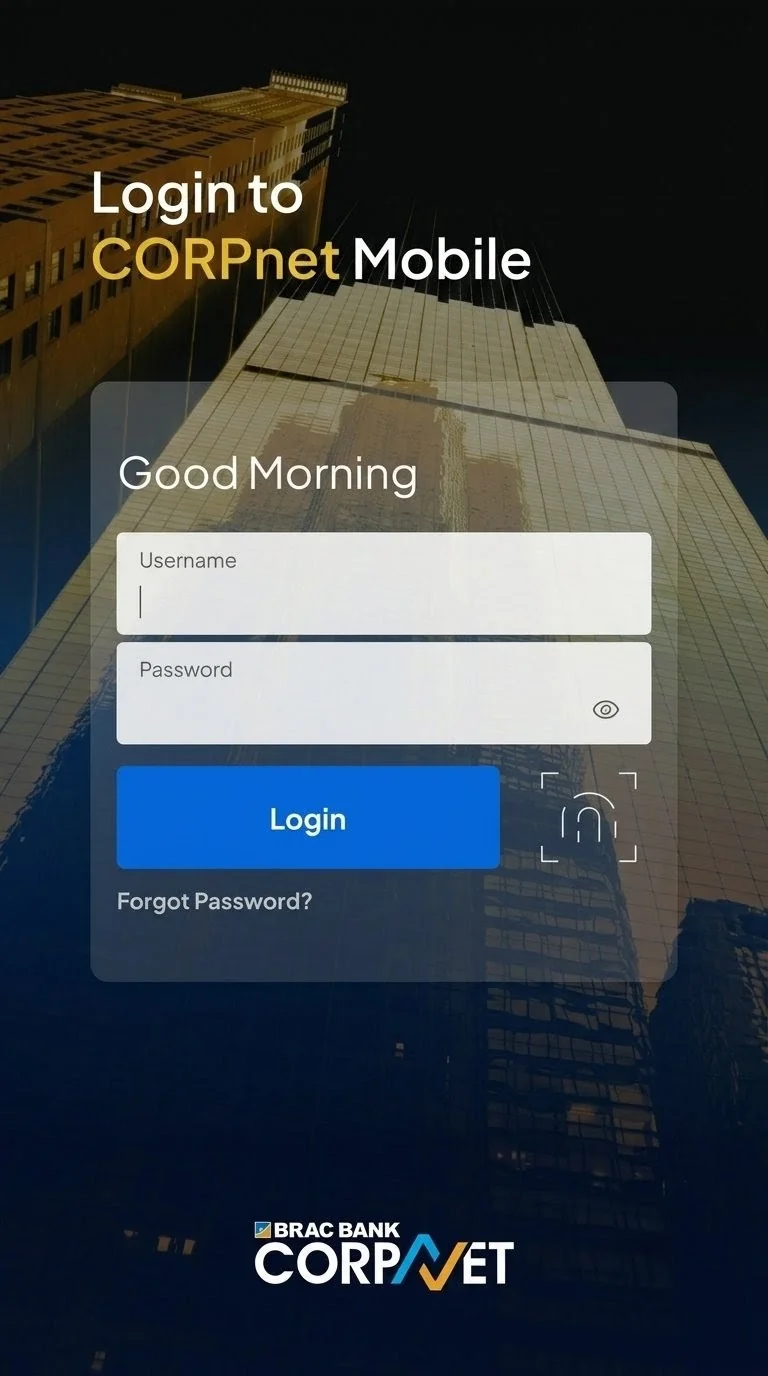 Login to
CORPnet Mobile
Good Morning
Username
Password
Login
Forgot Password?
BRAC BANK
CORPNET